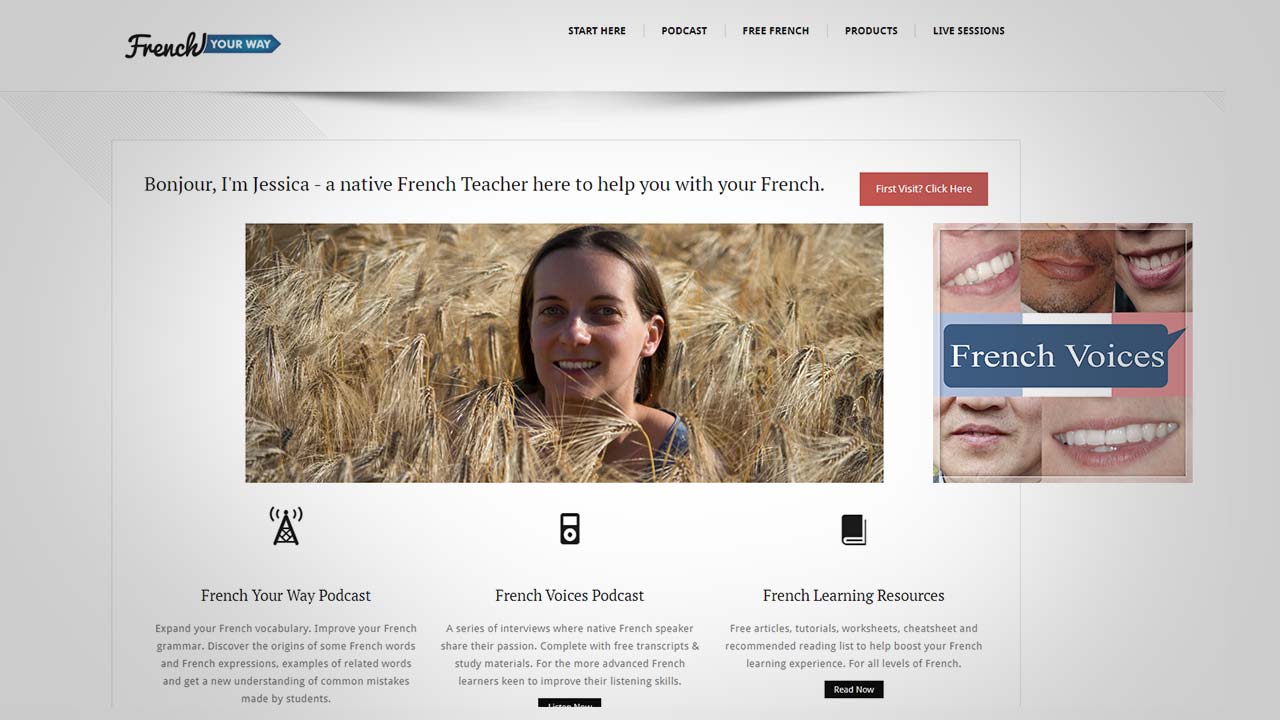 French YOUR WAY
START HERE
PODCAST
FREE FRENCH
PRODUCTS
LIVE SESSIONS
Bonjour, I'm Jessica - a native French Teacher here to help you with your French.
First Visit? Click Here
French Voices
French Your Way Podcast
Expand your French vocabulary. Improve your French
grammar. Discover the origins of some French words
and French expressions, examples of related words
and get a new understanding of common mistakes
made by students.
French Voices Podcast
A series of interviews where native French speaker
share their passion. Complete with free transcripts &
study materials. For the more advanced French
learners keen to improve their listening skills.
Listen Now
French Learning Resources
Free articles, tutorials, worksheets, cheatsheet and
recommended reading list to help boost your French
learning experience. For all levels of French.
Read Now